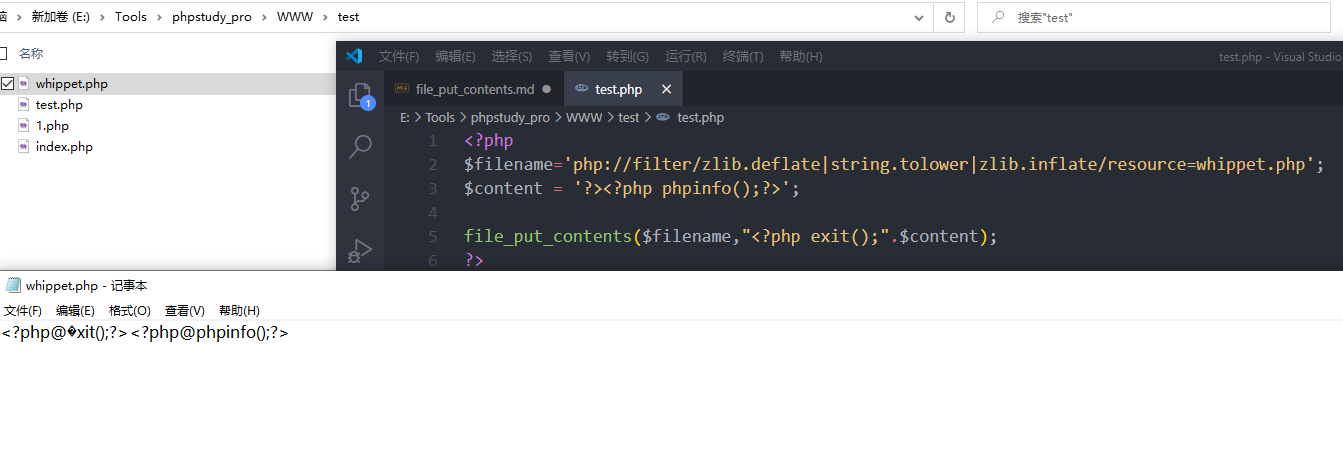 脑 > 新加卷 (E:) > Tools > phpstudy_pro > WWW > test
搜索"test"
名称
whippet.php
test.php
1.php
index.php
文件(F) 编辑(E) 选择(S) 查看(V) 转到(G) 运行(R) 终端(T) 帮助(H)
test.php - Visual Studio
file_put_contents.md ●
test.php ×
1
E: > Tools > phpstudy_pro > WWW > test > test.php
1 <?php
2 $filename='php://filter/zlib.deflate|string.tolower|zlib.inflate/resource=whippet.php';
3 $content = '?><?php phpinfo();?>';
4
5 file_put_contents($filename,"<?php exit();".$content);
6 ?>
whippet.php - 记事本
文件(F) 编辑(E) 格式(O) 查看(V) 帮助(H)
<?php@�xit();?><?php@phpinfo();?>